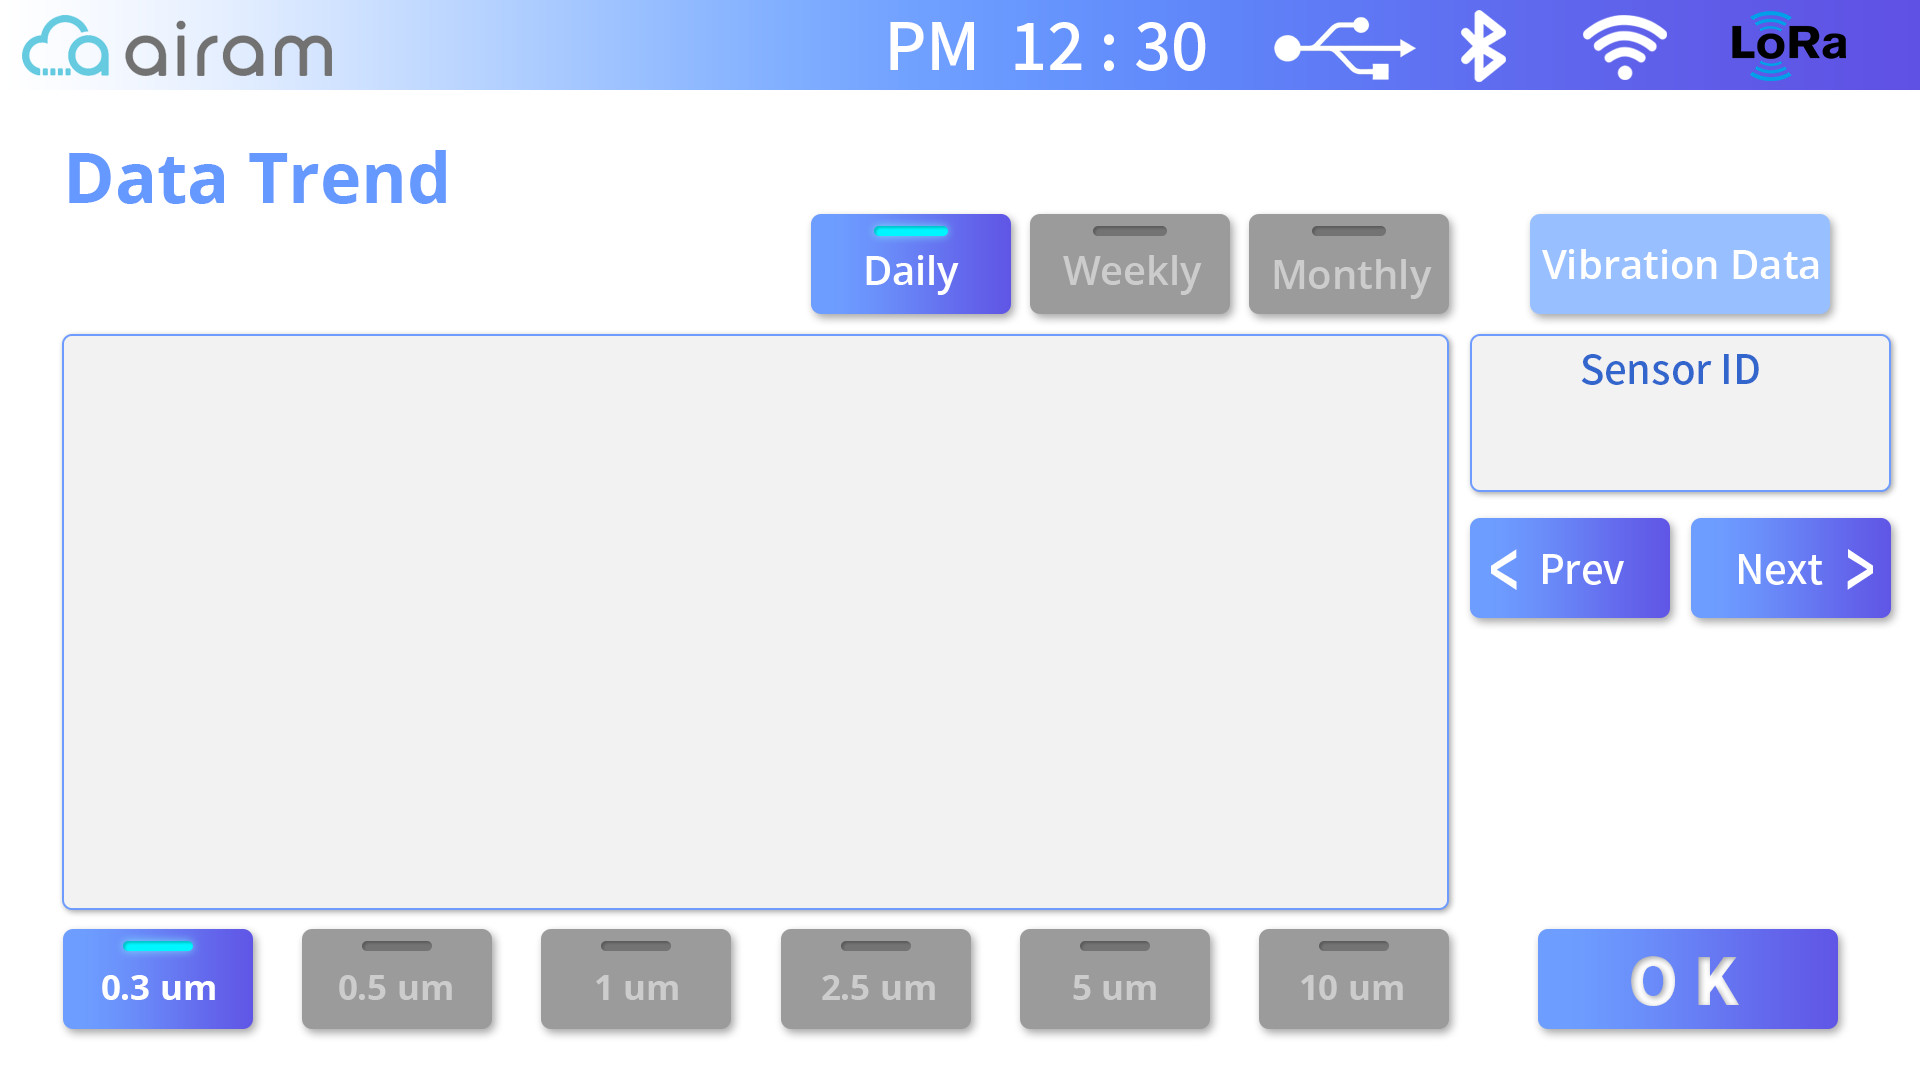 airam
PM 12 : 30
LoRa
Data Trend
Daily
Weekly
Monthly
Vibration Data
Sensor ID
< Prev
Next >
0.3 um
0.5 um
1 um
2.5 um
5 um
10 um
OK